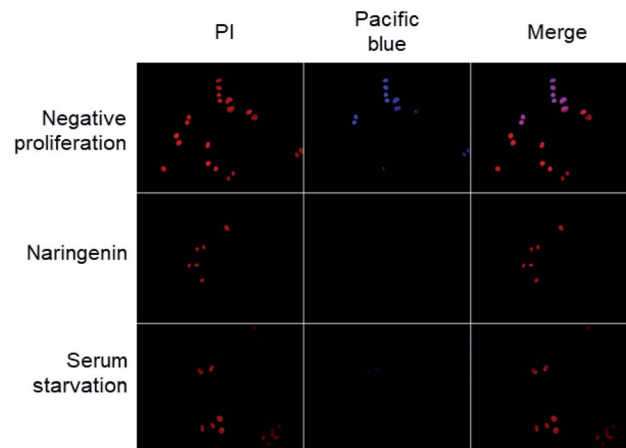 PI
Pacific
blue
Merge
Negative
proliferation
Naringenin
Serum
starvation